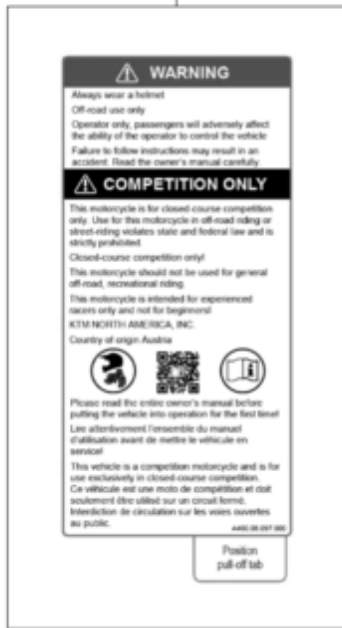 WARNING
Always wear a helmet
Off-road use only
Operator only, passengers will adversely affect
the ability of the operator to control the vehicle
Failure to follow instructions may result in an
accident. Read the owner's manual carefully.
COMPETITION ONLY
This motorcycle is for closed-course competition
only. Use for this motorcycle in off-road riding or
street-riding violates state and federal law and is
strictly prohibited.
Closed-course competition only!
This motorcycle should not be used for general
off-road, recreational riding.
This motorcycle is intended for experienced
racers only and not for beginners!
KTM NORTH AMERICA, INC.
Country of origin Austria
Please read the entire owner's manual before
putting the vehicle into operation for the first time!
Lire attentivement l'ensemble du manuel
d'utilisation avant de mettre le véhicule en
service!
This vehicle is a competition motorcycle and is for
use exclusively in closed-course competition.
Ce véhicule est une moto de compétition et doit
seulement être utilisé sur un circuit fermé.
Interdiction de circulation sur les voies ouvertes
au public.
Position
pull-off tab